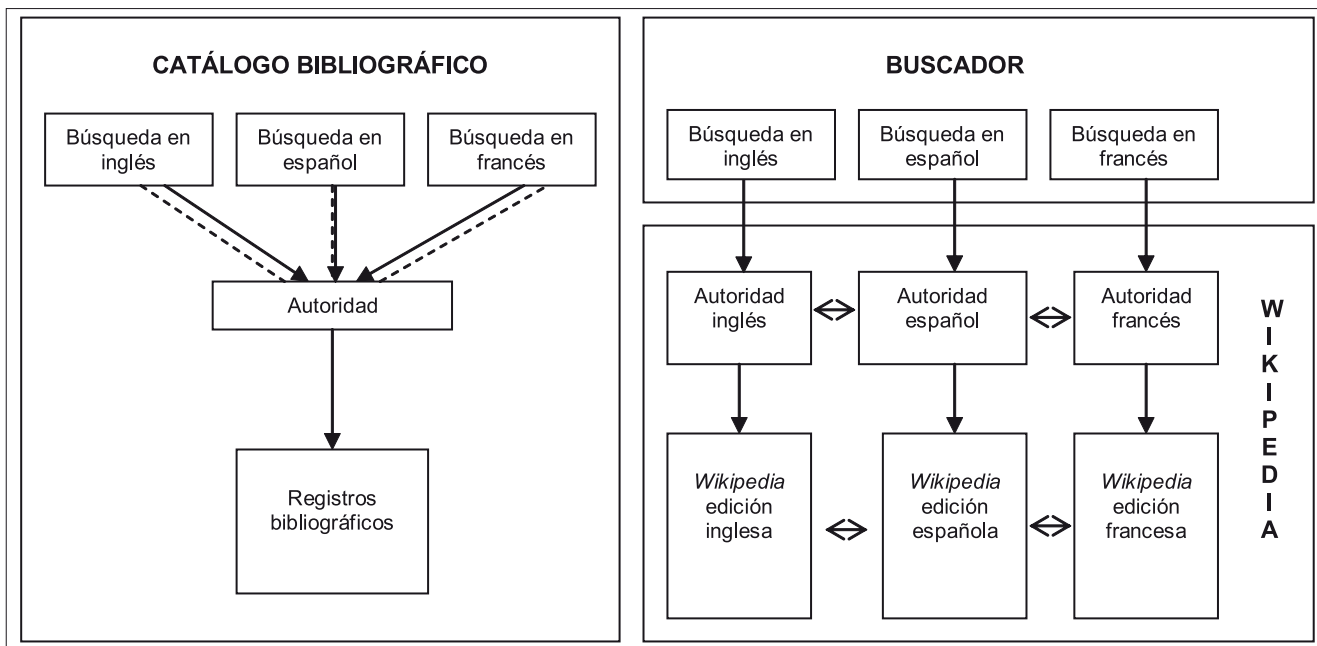 CATÁLOGO BIBLIOGRÁFICO
Búsqueda en
inglés
Búsqueda en
español
Búsqueda en
francés
Autoridad
Registros
bibliográficos
BUSCADOR
Búsqueda en
inglés
Búsqueda en
español
Búsqueda en
francés
Autoridad
inglés
Autoridad
español
Autoridad
francés
Wikipedia
edición
inglesa
Wikipedia
edición
española
Wikipedia
edición
francesa
WIKIPEDIA